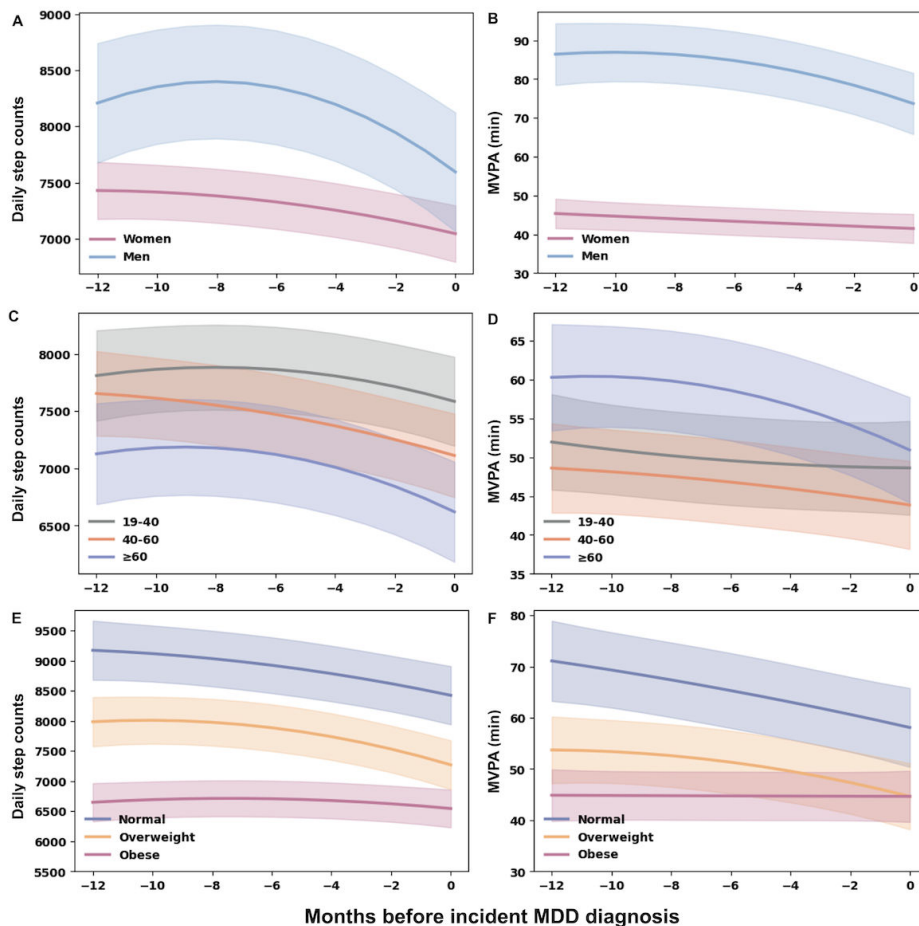 A
Daily step counts
9000
8500
8000
7500
7000
Women
Men
−12 −10 −8 −6 −4 −2 0
B
MVPA (min)
90
80
70
60
50
40
30
Women
Men
−12 −10 −8 −6 −4 −2 0
C
Daily step counts
8000
7500
7000
6500
19-40
40-60
≥60
−12 −10 −8 −6 −4 −2 0
D
MVPA (min)
65
60
55
50
45
40
35
19-40
40-60
≥60
−12 −10 −8 −6 −4 −2 0
E
Daily step counts
9500
9000
8500
8000
7500
7000
6500
6000
5500
Normal
Overweight
Obese
−12 −10 −8 −6 −4 −2 0
F
MVPA (min)
80
70
60
50
40
30
Normal
Overweight
Obese
−12 −10 −8 −6 −4 −2 0
Months before incident MDD diagnosis